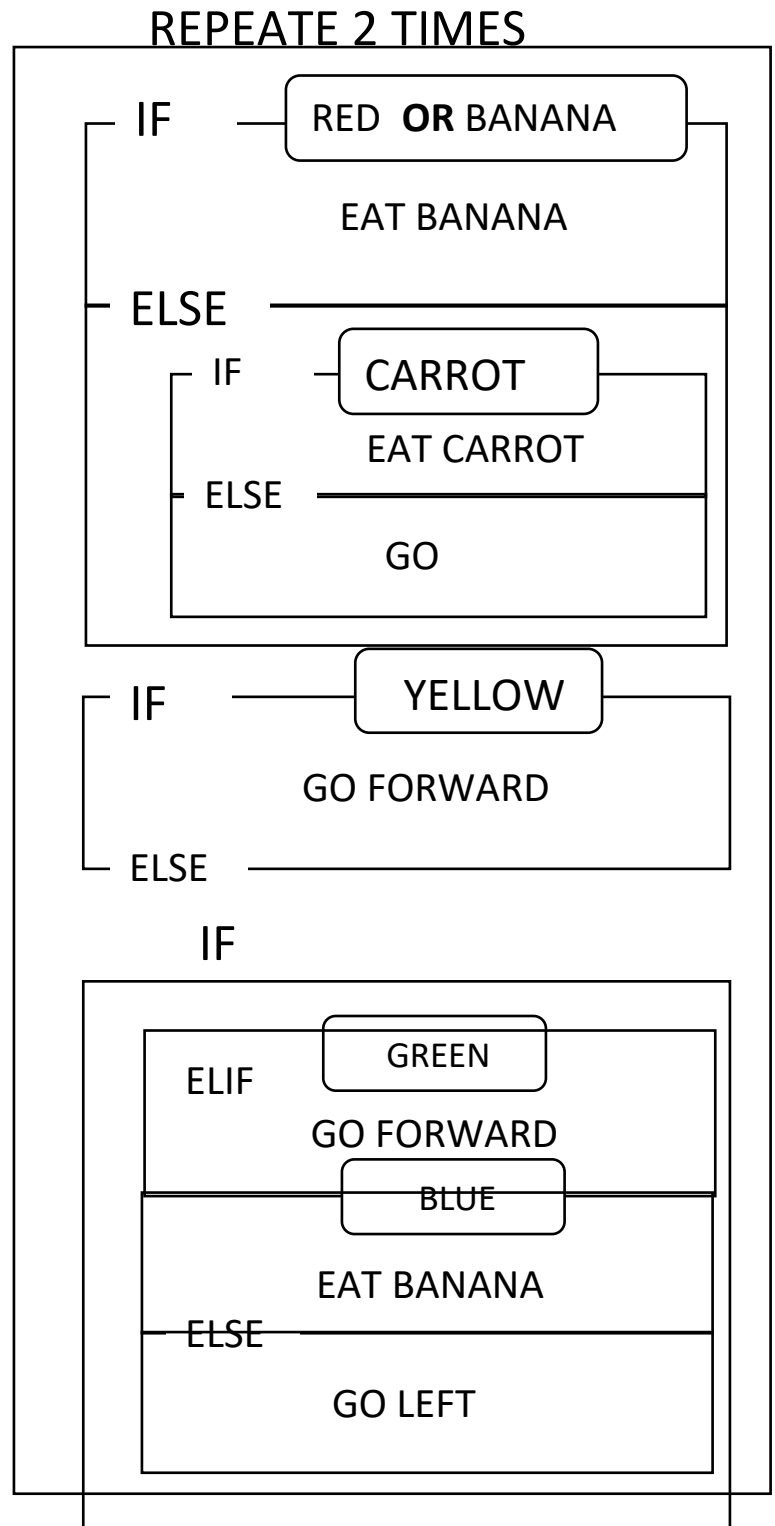 REPEATE 2 TIMES
IF RED OR BANANA
EAT BANANA
ELSE
IF CARROT
EAT CARROT
ELSE
GO
IF YELLOW
GO FORWARD
ELSE
IF
GREEN
ELIF
GO FORWARD
BLUE
EAT BANANA
ELSE
GO LEFT